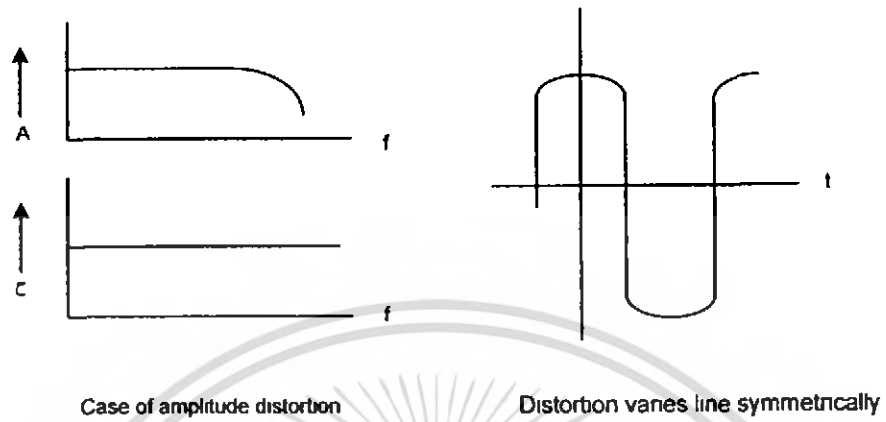 A
f
t
C
f
Case of amplitude distortion
Distortion varies line symmetrically